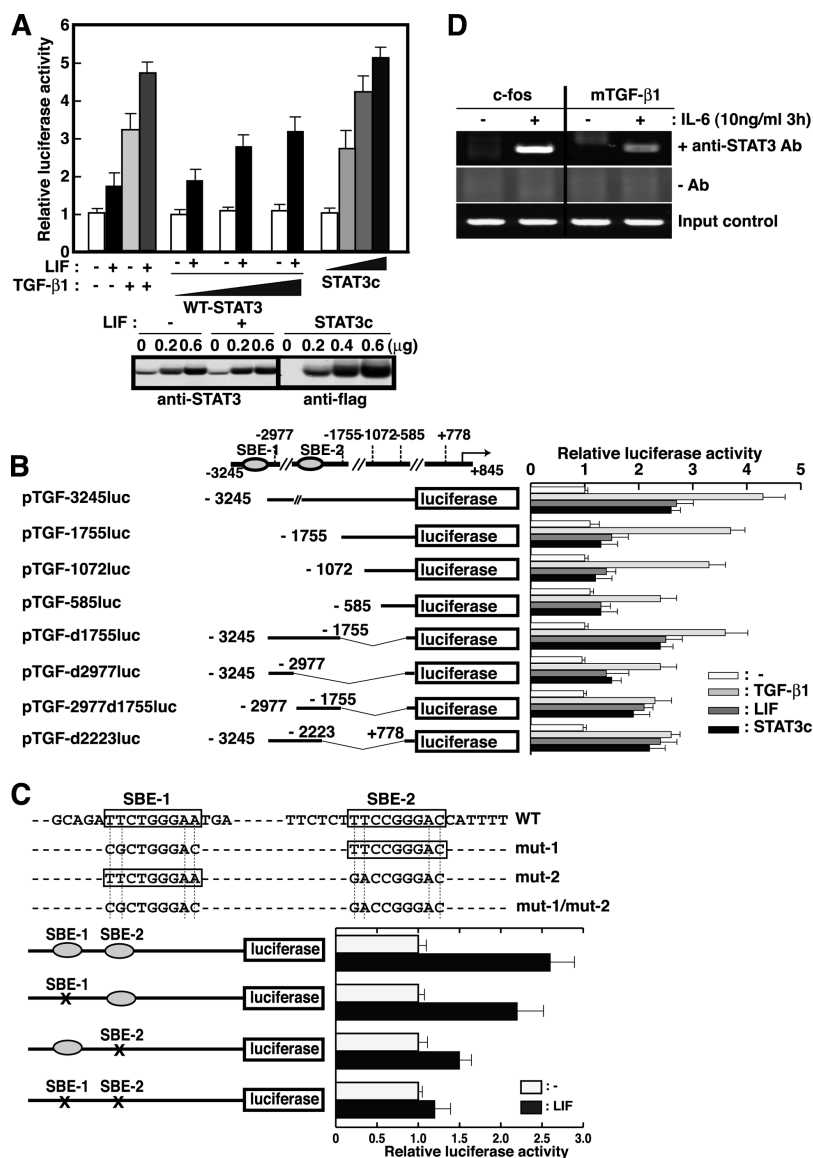 A
6
5
4
3
2
1
0
Relative luciferase activity
LIF : - + - + - + - + - +
TGF-β1 : - - + +
WT-STAT3
STAT3c
LIF : - + STAT3c
0 0.2 0.6 0 0.2 0.6 0 0.2 0.4 0.6 (μg)
anti-STAT3 anti-flag
D
c-fos mTGF-β1
- + - + : IL-6 (10ng/ml 3h)
+ anti-STAT3 Ab
- Ab
Input control
B
SBE-1 -2977 SBE-2 -1755 -1072 -585 +778
-3245 +845
Relative luciferase activity
0 1 2 3 4 5
pTGF-3245luc - 3245 luciferase
pTGF-1755luc - 1755 luciferase
pTGF-1072luc - 1072 luciferase
pTGF-585luc - 585 luciferase
pTGF-d1755luc - 3245 - 1755 luciferase
pTGF-d2977luc - 3245 - 2977 luciferase
pTGF-2977d1755luc - 2977 - 1755 luciferase
pTGF-d2223luc - 3245 - 2223 +778 luciferase
: -
: TGF-β1
: LIF
: STAT3c
C
SBE-1 SBE-2
--GCAGATTCTGGGAATGA-----TTCTCTTTCCGGGACCATTTT WT
CGCTGGGAC TTCCGGGAC mut-1
TTCTGGGAA GACCGGGAC mut-2
CGCTGGGAC GACCGGGAC mut-1/mut-2
SBE-1 SBE-2 luciferase
SBE-1 X luciferase
SBE-2 X luciferase
SBE-1 SBE-2 X X luciferase
: -
: LIF
0 0.5 1.0 1.5 2.0 2.5 3.0
Relative luciferase activity